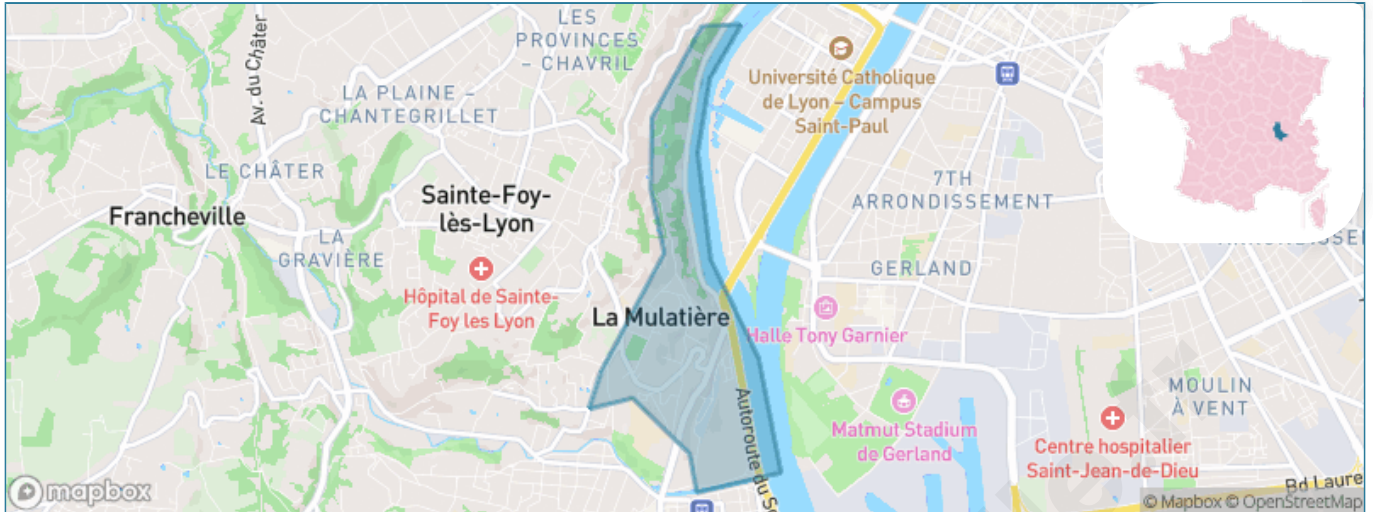 LES
PROVINCES
– CHAVRIL
Av. du Châter
LA PLAINE –
CHANTEGRILLET
Université Catholique
de Lyon – Campus
Saint-Paul
LE CHÂTER
7TH
ARRONDISSEMENT
Sainte-Foy-
lès-Lyon
Francheville
LA
GRAVIÈRE
GERLAND
Hôpital de Sainte-
Foy les Lyon
La Mulatière
Halle Tony Garnier
MOULIN
À VENT
Autoroute du
Matmut Stadium
de Gerland
Centre hospitalier
Saint-Jean-de-Dieu
Bd Laure
mapbox
© Mapbox © OpenStreetMap